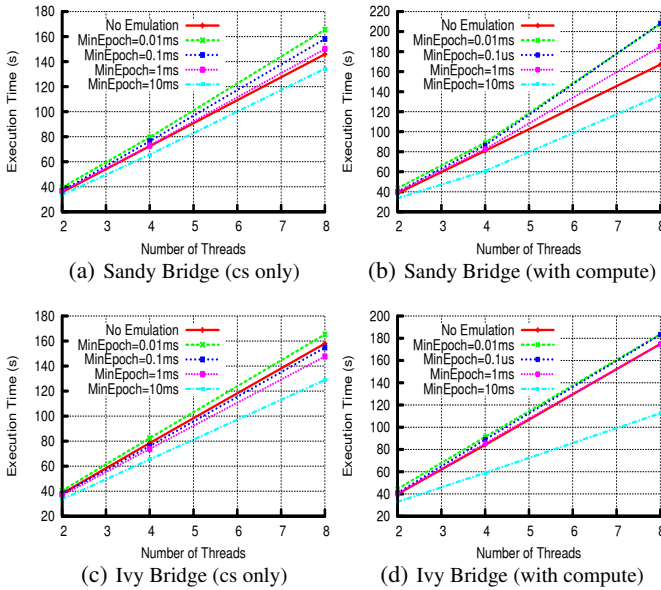 180
160
140
120
100
80
60
40
20
Execution Time (s)
No Emulation
MinEpoch=0.01ms
MinEpoch=0.1ms
MinEpoch=1ms
MinEpoch=10ms
2 3 4 5 6 7 8
Number of Threads
(a) Sandy Bridge (cs only)
220
200
180
160
140
120
100
80
60
40
20
Execution Time (s)
No Emulation
MinEpoch=0.01ms
MinEpoch=0.1us
MinEpoch=1ms
MinEpoch=10ms
2 3 4 5 6 7 8
Number of Threads
(b) Sandy Bridge (with compute)
180
160
140
120
100
80
60
40
20
Execution Time (s)
No Emulation
MinEpoch=0.01ms
MinEpoch=0.1ms
MinEpoch=1ms
MinEpoch=10ms
2 3 4 5 6 7 8
Number of Threads
(c) Ivy Bridge (cs only)
200
180
160
140
120
100
80
60
40
20
Execution Time (s)
No Emulation
MinEpoch=0.01ms
MinEpoch=0.1us
MinEpoch=1ms
MinEpoch=10ms
2 3 4 5 6 7 8
Number of Threads
(d) Ivy Bridge (with compute)